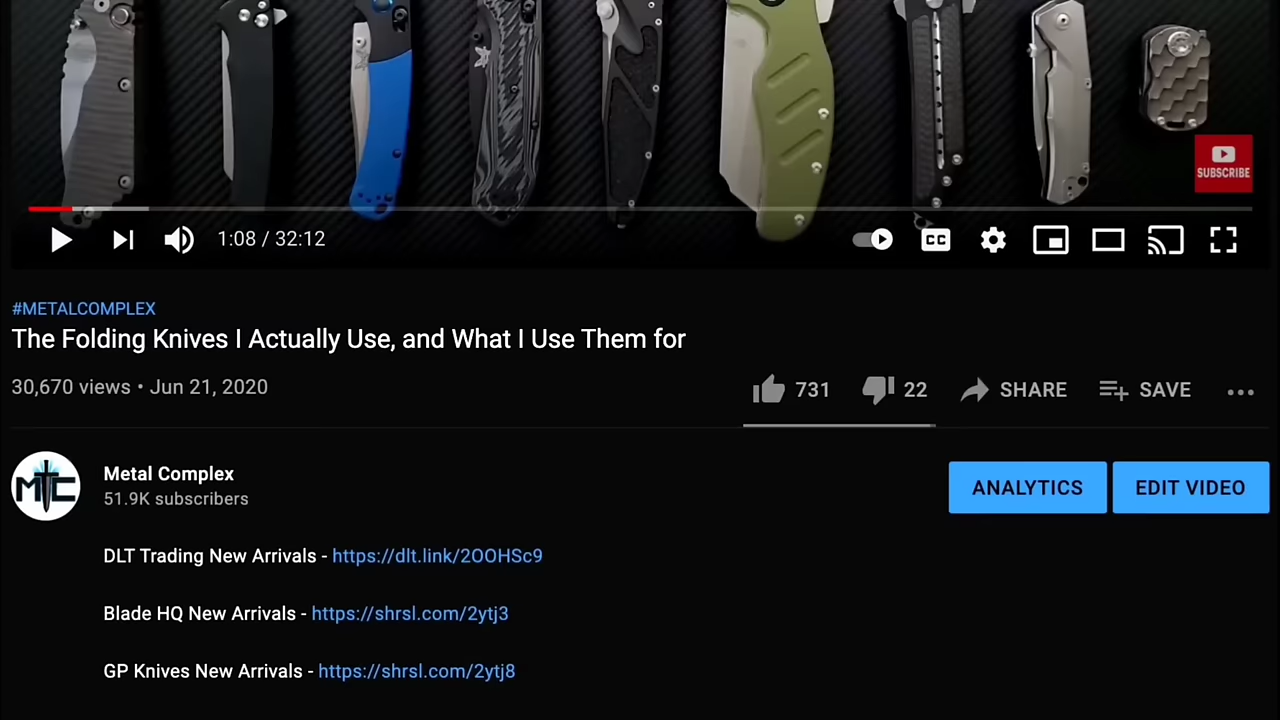 SUBSCRIBE
1:08 / 32:12
CC
#METALCOMPLEX
The Folding Knives I Actually Use, and What I Use Them for
30,670 views • Jun 21, 2020
731 22 SHARE SAVE
MTC
Metal Complex
51.9K subscribers
ANALYTICS EDIT VIDEO
DLT Trading New Arrivals - https://dlt.link/2OOHSc9
Blade HQ New Arrivals - https://shrsl.com/2ytj3
GP Knives New Arrivals - https://shrsl.com/2ytj8